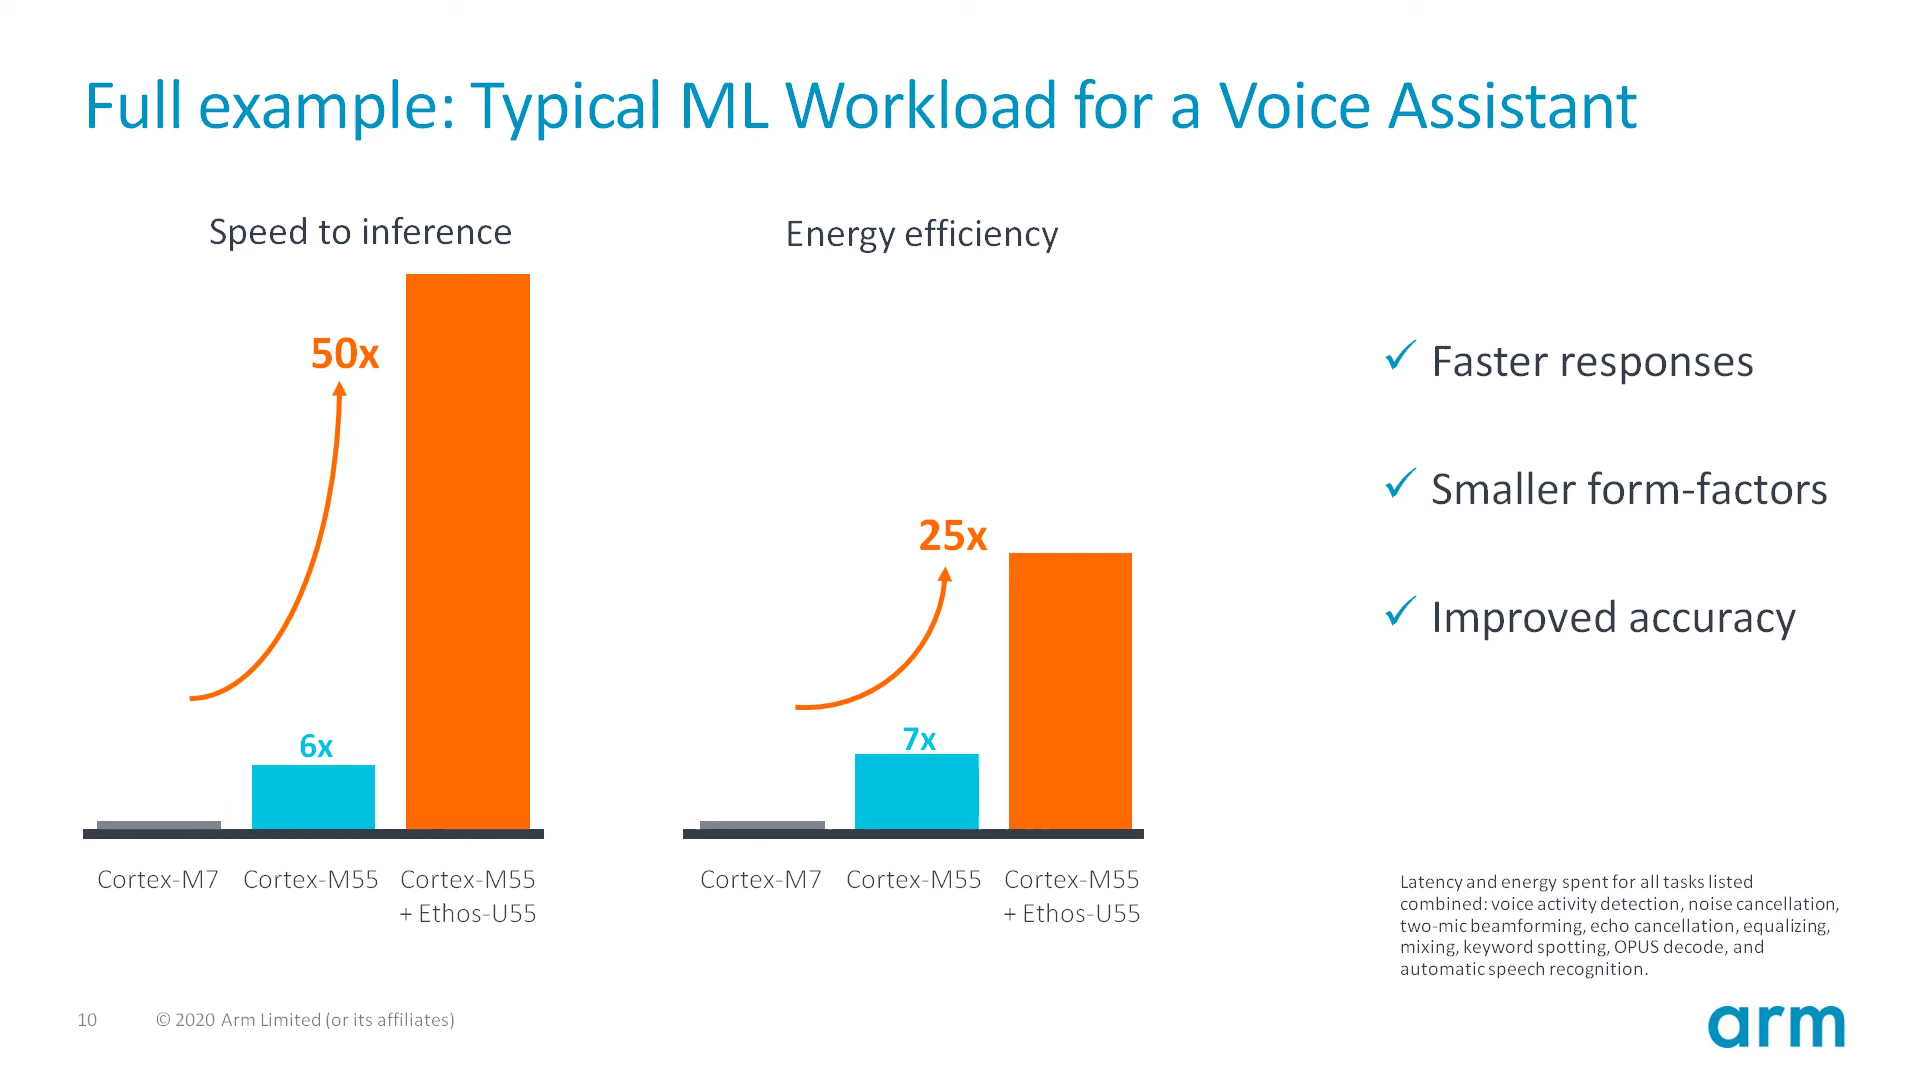 Full example: Typical ML Workload for a Voice Assistant
Speed to inference
50x
6x
Cortex-M7
Cortex-M55
Cortex-M55
+ Ethos-U55
Energy efficiency
25x
7x
Cortex-M7
Cortex-M55
Cortex-M55
+ Ethos-U55
✓ Faster responses
✓ Smaller form-factors
✓ Improved accuracy
Latency and energy spent for all tasks listed
combined: voice activity detection, noise cancellation,
two-mic beamforming, echo cancellation, equalizing,
mixing, keyword spotting, OPUS decode, and
automatic speech recognition.
10
© 2020 Arm Limited (or its affiliates)
arm